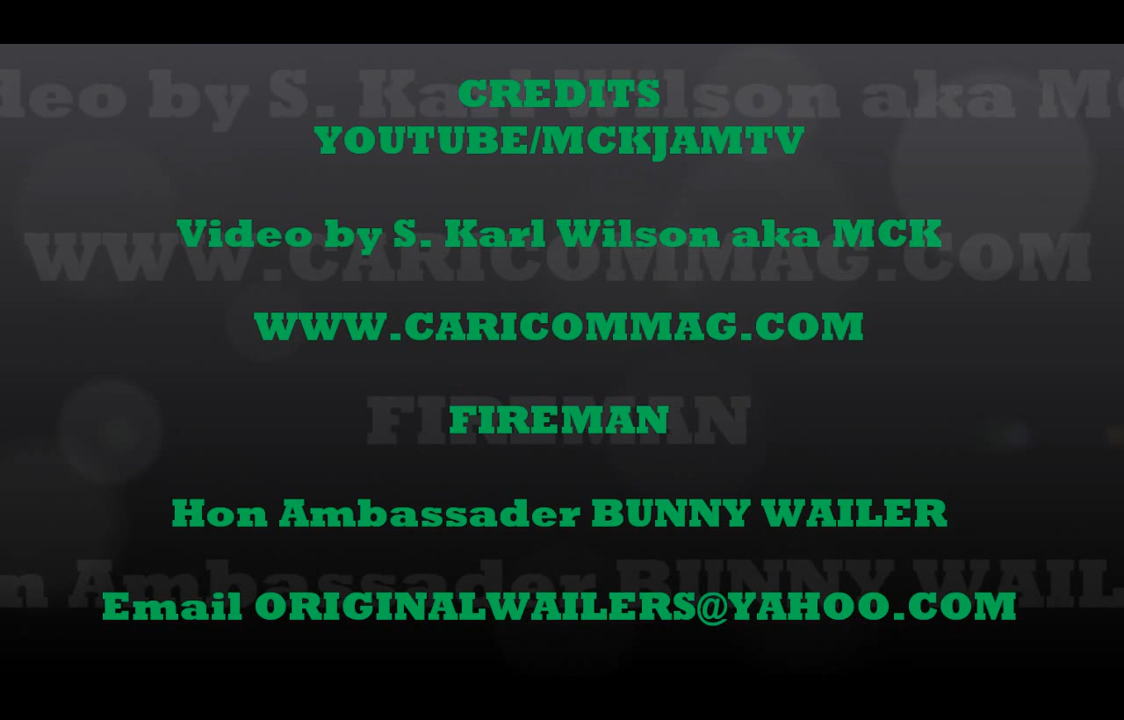 CREDITS
YOUTUBE/MCKJAMTV
Video by S. Karl Wilson aka MCK
WWW.CARICOMMAG.COM
FIREMAN
Hon Ambassader BUNNY WAILER
Email ORIGINALWAILERS@YAHOO.COM